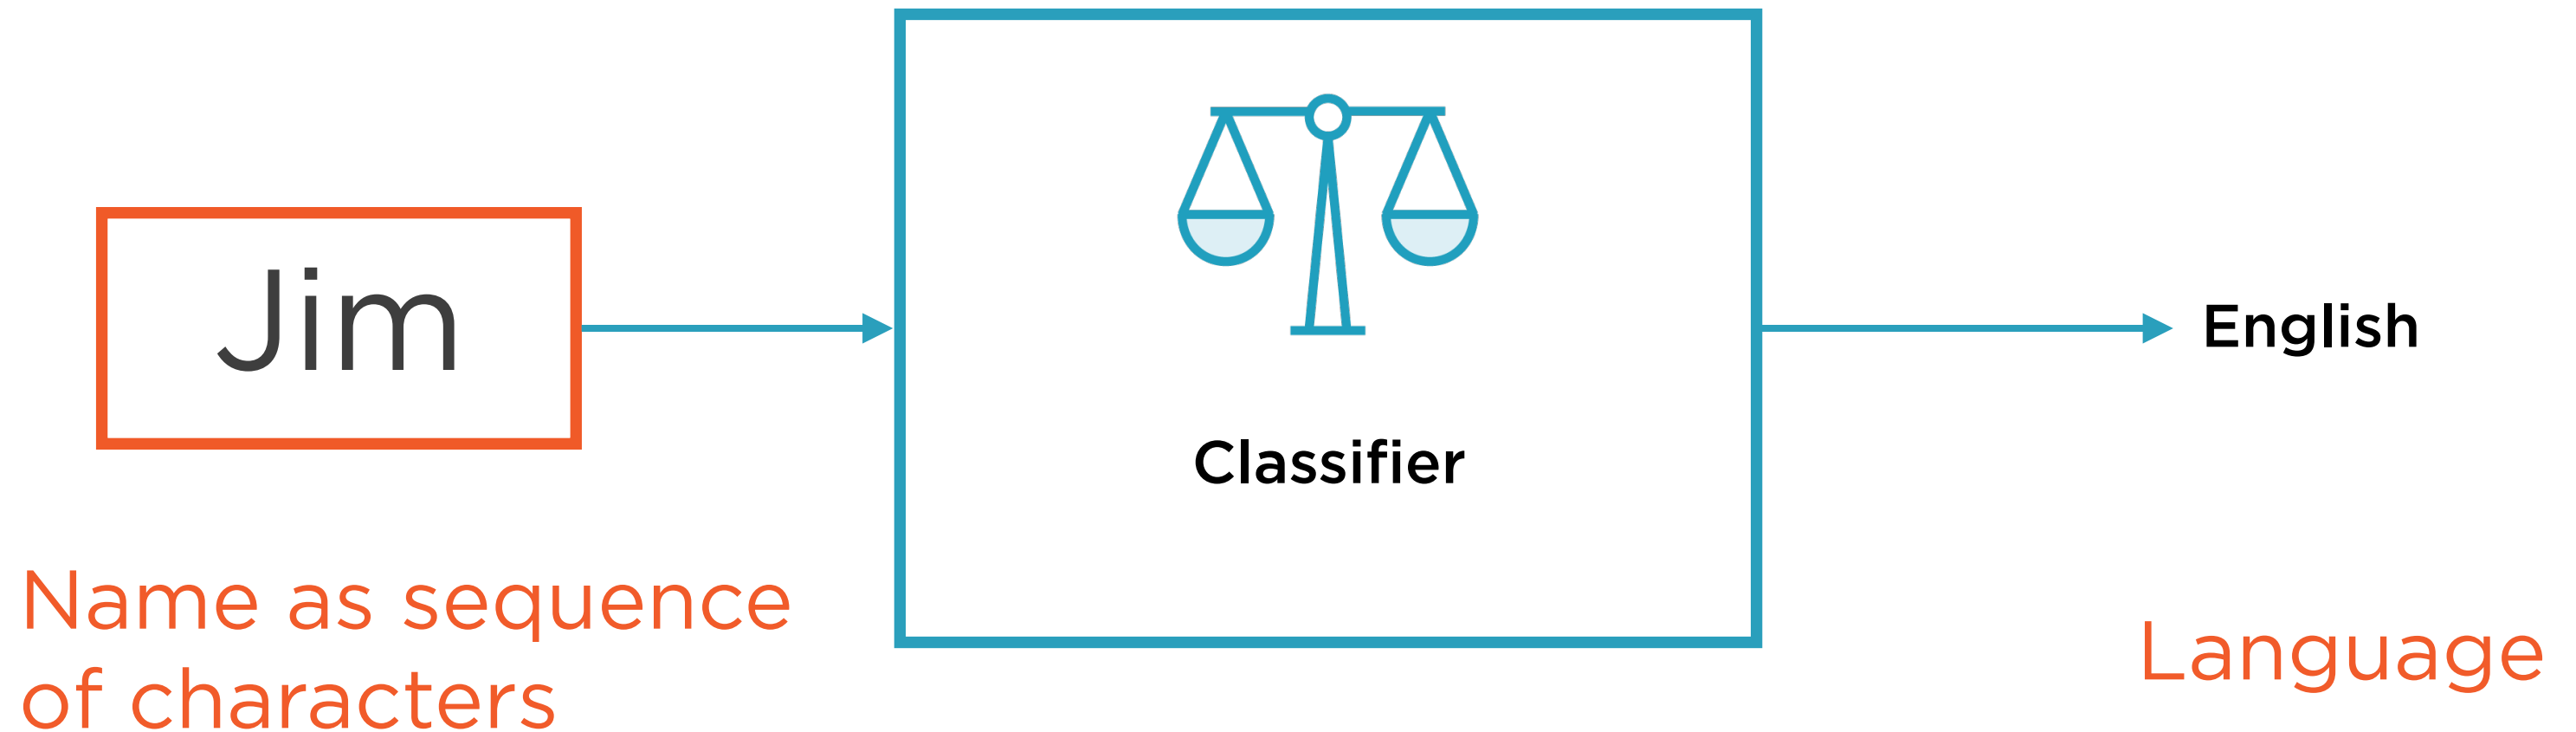 Jim
Classifier
English
Name as sequence
of characters
Language